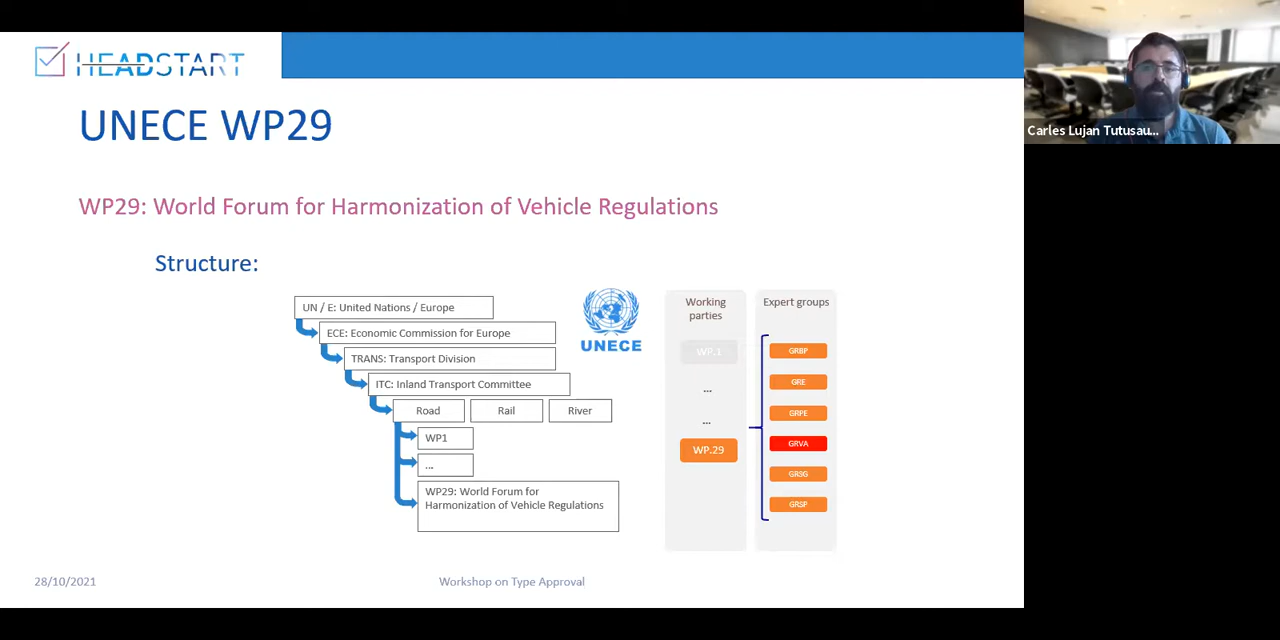 HEADSTART
Carles Lujan Tutusau...
UNECE WP29
WP29: World Forum for Harmonization of Vehicle Regulations
Structure:
UN / E: United Nations / Europe
ECE: Economic Commission for Europe
TRANS: Transport Division
ITC: Inland Transport Committee
Road
Rail
River
WP1
...
WP29: World Forum for
Harmonization of Vehicle Regulations
UNECE
Working
parties
WP.1
...
...
WP.29
Expert groups
GRBP
GRE
GRPE
GRVA
GRSG
GRSP
28/10/2021
Workshop on Type Approval